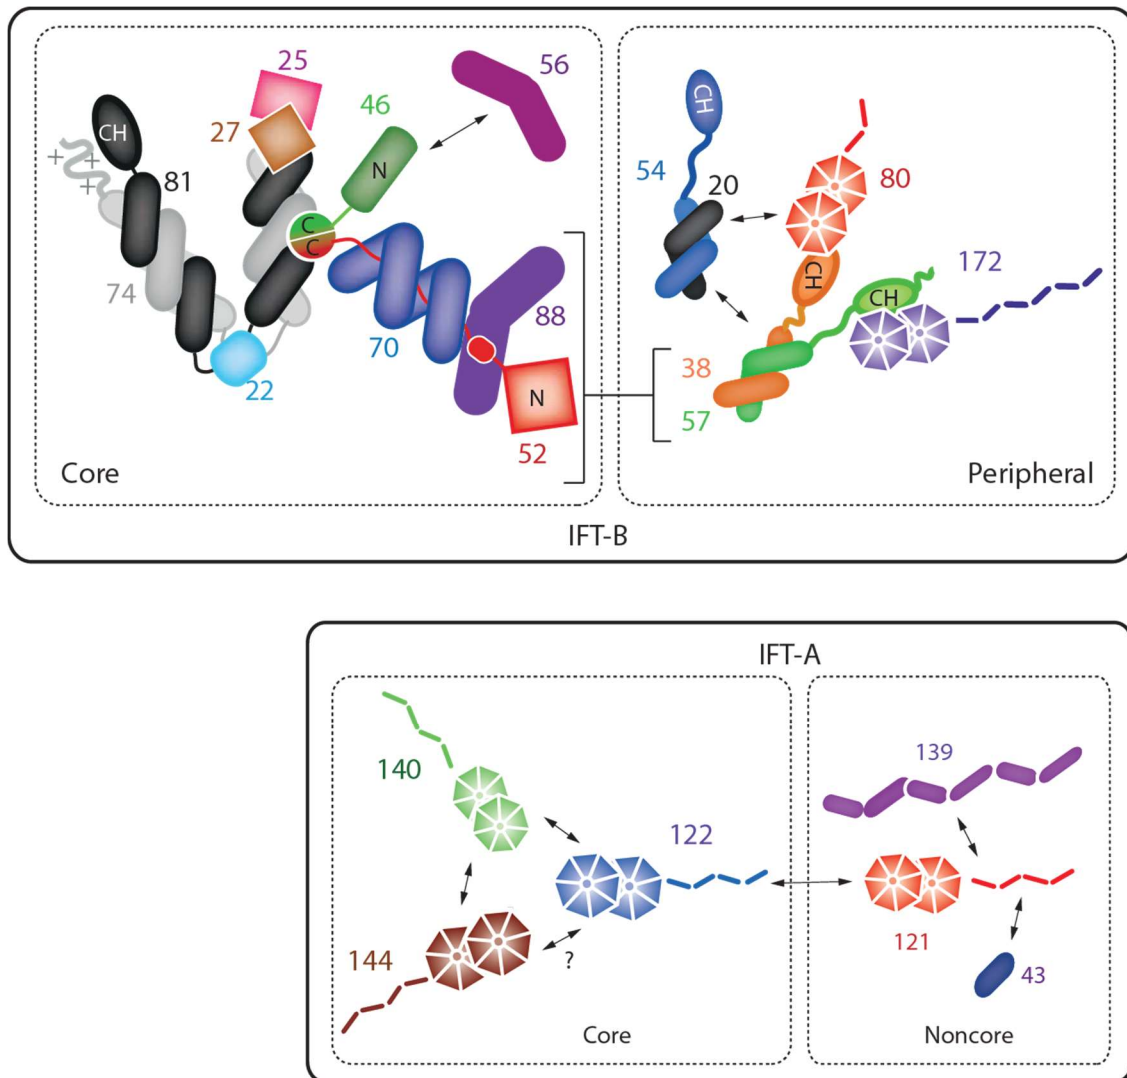 25
56
46
27
CH
N
+
+
+
81
C
C
74
88
70
22
N
52
Core
CH
54
20
80
CH
172
CH
38
57
Peripheral
IFT-B
IFT-A
139
140
122
121
144
?
43
Core
Noncore